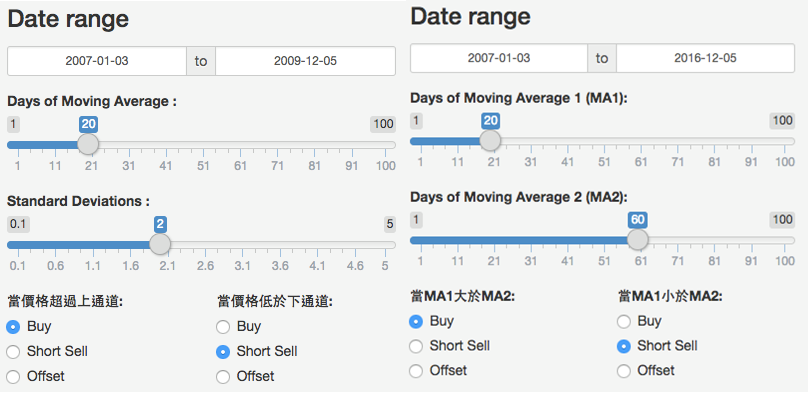 Date range
2007-01-03 to 2009-12-05
Days of Moving Average :
1 20 100
1 11 21 31 41 51 61 71 81 91 100
Standard Deviations :
0.1 2 5
0.1 0.6 1.1 1.6 2.1 2.6 3.1 3.6 4.1 4.6 5
當價格超過上通道: 當價格低於下通道:
Buy Buy
Short Sell Short Sell
Offset Offset
Date range
2007-01-03 to 2016-12-05
Days of Moving Average 1 (MA1):
1 20 100
1 11 21 31 41 51 61 71 81 91 100
Days of Moving Average 2 (MA2):
1 60 100
1 11 21 31 41 51 61 71 81 91 100
當MA1大於MA2: 當MA1小於MA2:
Buy Buy
Short Sell Short Sell
Offset Offset